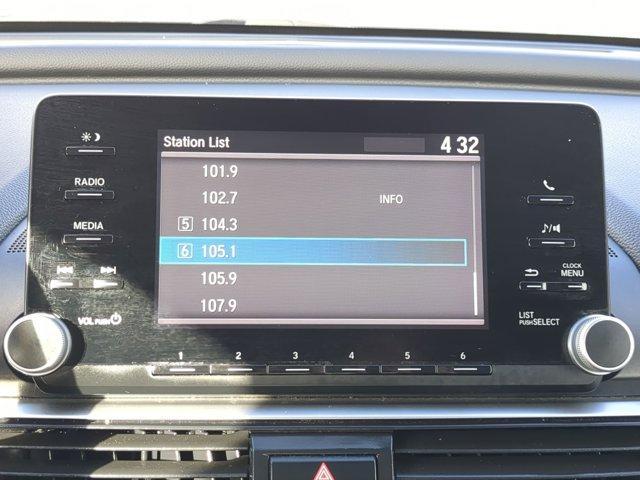 Station List 4 32
101.9
102.7 INFO
5 104.3
6 105.1
105.9
107.9
RADIO
MEDIA
VOL PUSH
CLOCK
MENU
LIST
PUSH SELECT
1 2 3 4 5 6